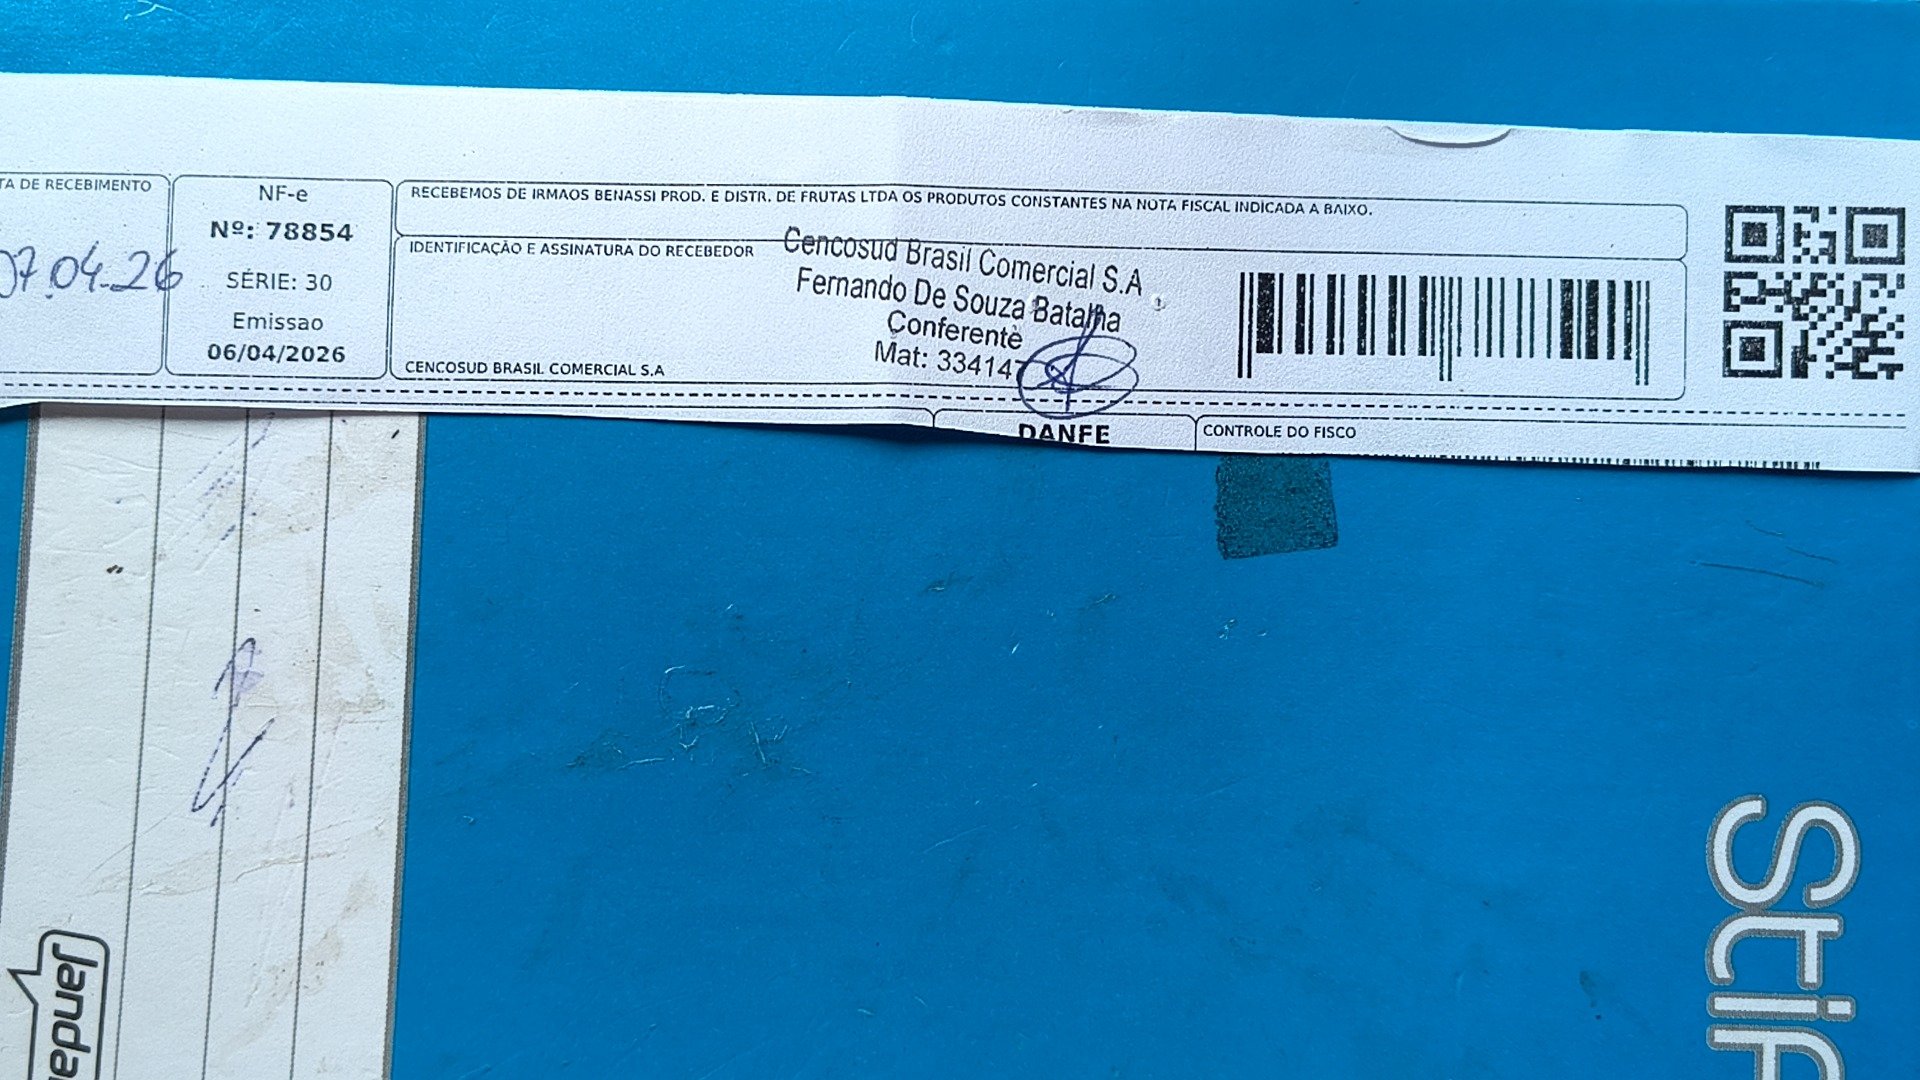 TA DE RECEBIMENTO
07.04.26
NF-e
Nº: 78854
SÉRIE: 30
Emissao
06/04/2026
RECEBEMOS DE IRMAOS BENASSI PROD. E DISTR. DE FRUTAS LTDA OS PRODUTOS CONSTANTES NA NOTA FISCAL INDICADA A BAIXO.
IDENTIFICAÇÃO E ASSINATURA DO RECEBEDOR
Cencosud Brasil Comercial S.A
Fernando De Souza Batalha
Conferente
Mat: 334147
CENCOSUD BRASIL COMERCIAL S.A
DANFE
CONTROLE DO FISCO
Janda
Stif